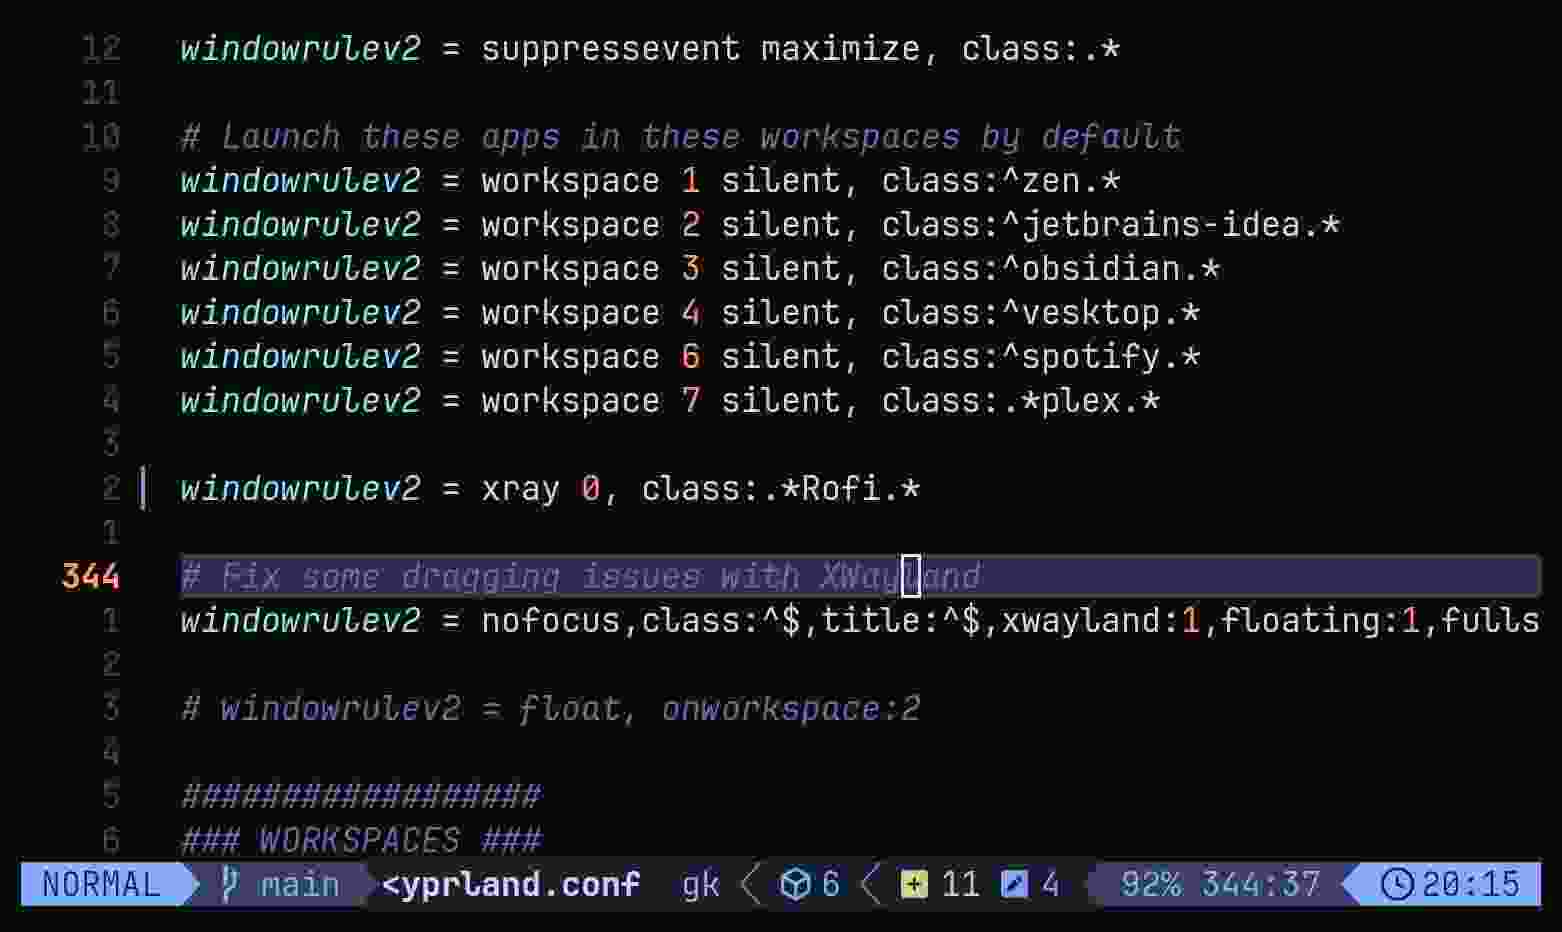 12 windowrulev2 = suppressevent maximize, class:.*
11
10 # Launch these apps in these workspaces by default
9 windowrulev2 = workspace 1 silent, class:^zen.*
8 windowrulev2 = workspace 2 silent, class:^jetbrains-idea.*
7 windowrulev2 = workspace 3 silent, class:^obsidian.*
6 windowrulev2 = workspace 4 silent, class:^vesktop.*
5 windowrulev2 = workspace 6 silent, class:^spotify.*
4 windowrulev2 = workspace 7 silent, class:.*plex.*
3
2 windowrulev2 = xray 0, class:.*Rofi.*
1
344 # Fix some dragging issues with XWayland
1 windowrulev2 = nofocus,class:^$,title:^$,xwayland:1,floating:1,fulls
2
3 # windowrulev2 = float, onworkspace:2
4
5 ##################
6 ### WORKSPACES ###
NORMAL main <yprland.conf gk 6 11 4 92% 344:37 20:15